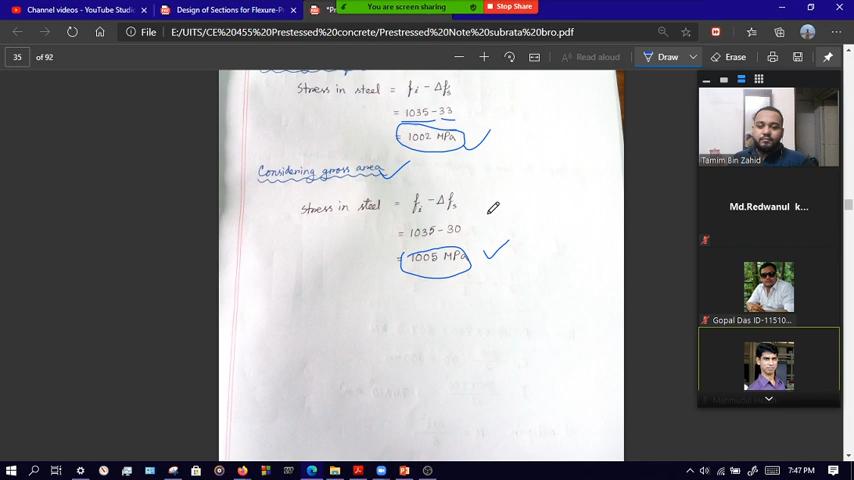 Channel videos - YouTube Studio
Design of Sections for Flexure-P
You are screen sharing
Stop Share
File
E:/UITS/CE%20455%20Prestessed%20concrete/Prestressed%20Note%20subrata%20bro.pdf
35 of 92
Read aloud
Draw
Erase
Stress in steel = fi - Δfs
= 1035 - 33
= 1002 MPa
Considering gross area
Stress in steel = fi - Δfs
= 1035 - 30
= 1005 MPa
Tamim Bin Zahid
Md.Redwanul k...
Gopal Das ID-11510...
7:47 PM